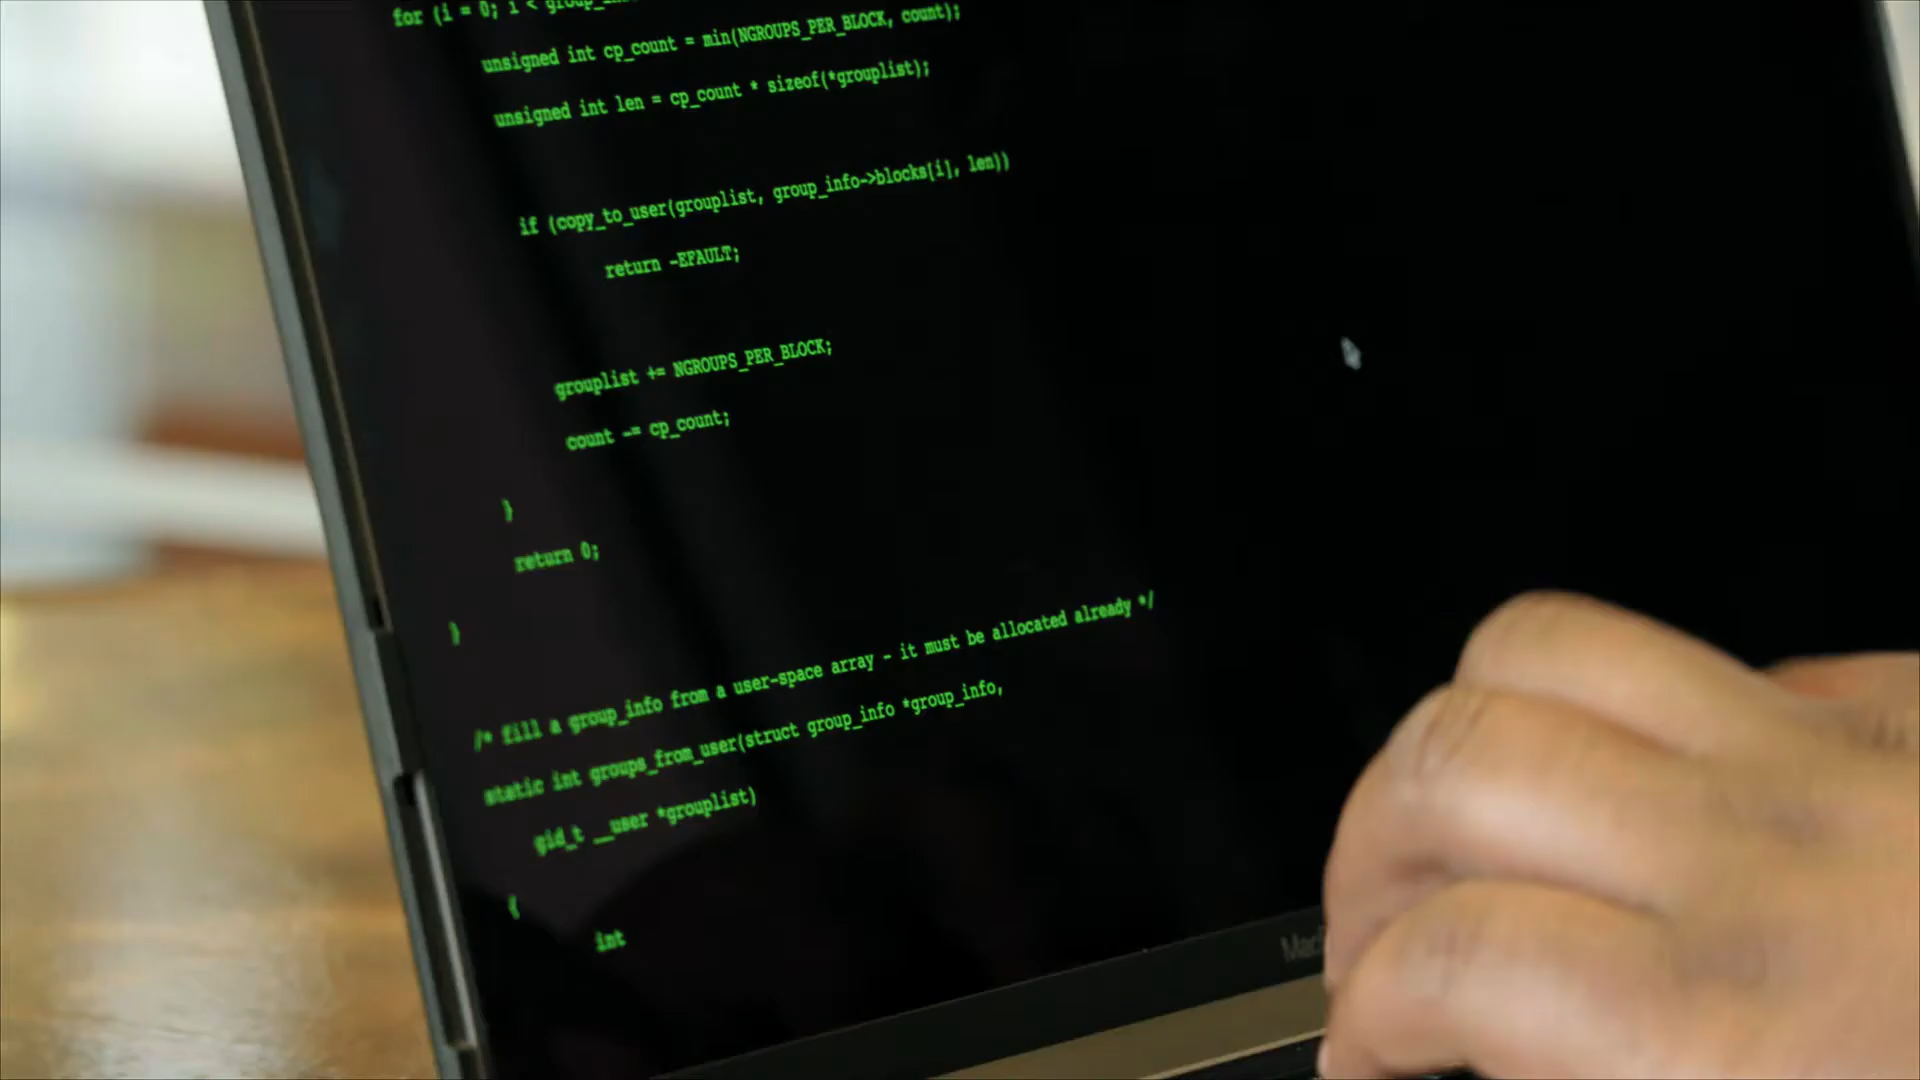 for (i = 0; i <
unsigned int cp_count = min(NGROUPS_PER_BLOCK, count);
unsigned int len = cp_count * sizeof(*grouplist);
if (copy_to_user(grouplist, group_info->blocks[i], len))
return -EFAULT;
grouplist += NGROUPS_PER_BLOCK;
count -= cp_count;
}
return 0;
}
/* fill a group_info from a user-space array - it must be allocated already */
static int groups_from_user(struct group_info *group_info,
gid_t __user *grouplist)
{
int